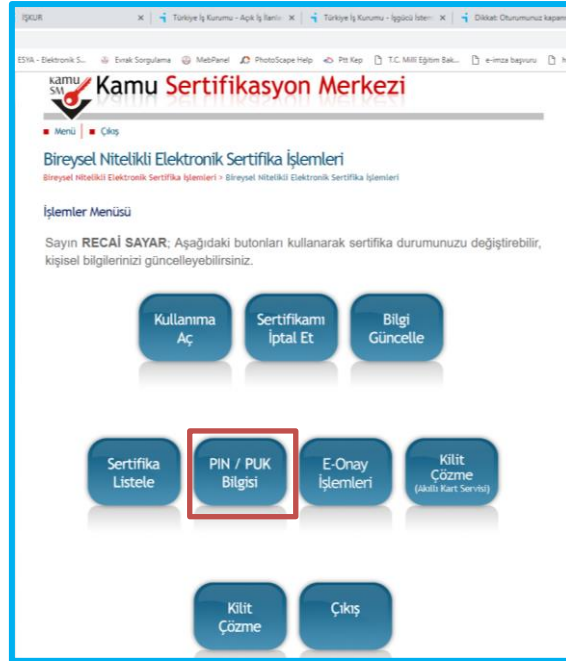 İŞKUR × Türkiye İş Kurumu - Açık İş İlanla × Türkiye İş Kurumu - İşgücü İstem × Dikkat: Oturumunuz kapanm
ESYA - Elektronik S... Evrak Sorgulama MebPanel PhotoScape Help Ptt Kep T.C. Millî Eğitim Bak... e-imza başvuru
Kamu SM Kamu Sertifikasyon Merkezi
Menü Çıkış
Bireysel Nitelikli Elektronik Sertifika İşlemleri
Bireysel Nitelikli Elektronik Sertifika İşlemleri > Bireysel Nitelikli Elektronik Sertifika İşlemleri
İşlemler Menüsü
Sayın RECAİ SAYAR; Aşağıdaki butonları kullanarak sertifika durumunuzu değiştirebilir,
kişisel bilgilerinizi güncelleyebilirsiniz.
Kullanıma
Aç
Sertifikamı
İptal Et
Bilgi
Güncelle
Sertifika
Listele
PIN / PUK
Bilgisi
E-Onay
İşlemleri
Kilit
Çözme
(Akıllı Kart Servisi)
Kilit
Çözme
Çıkış